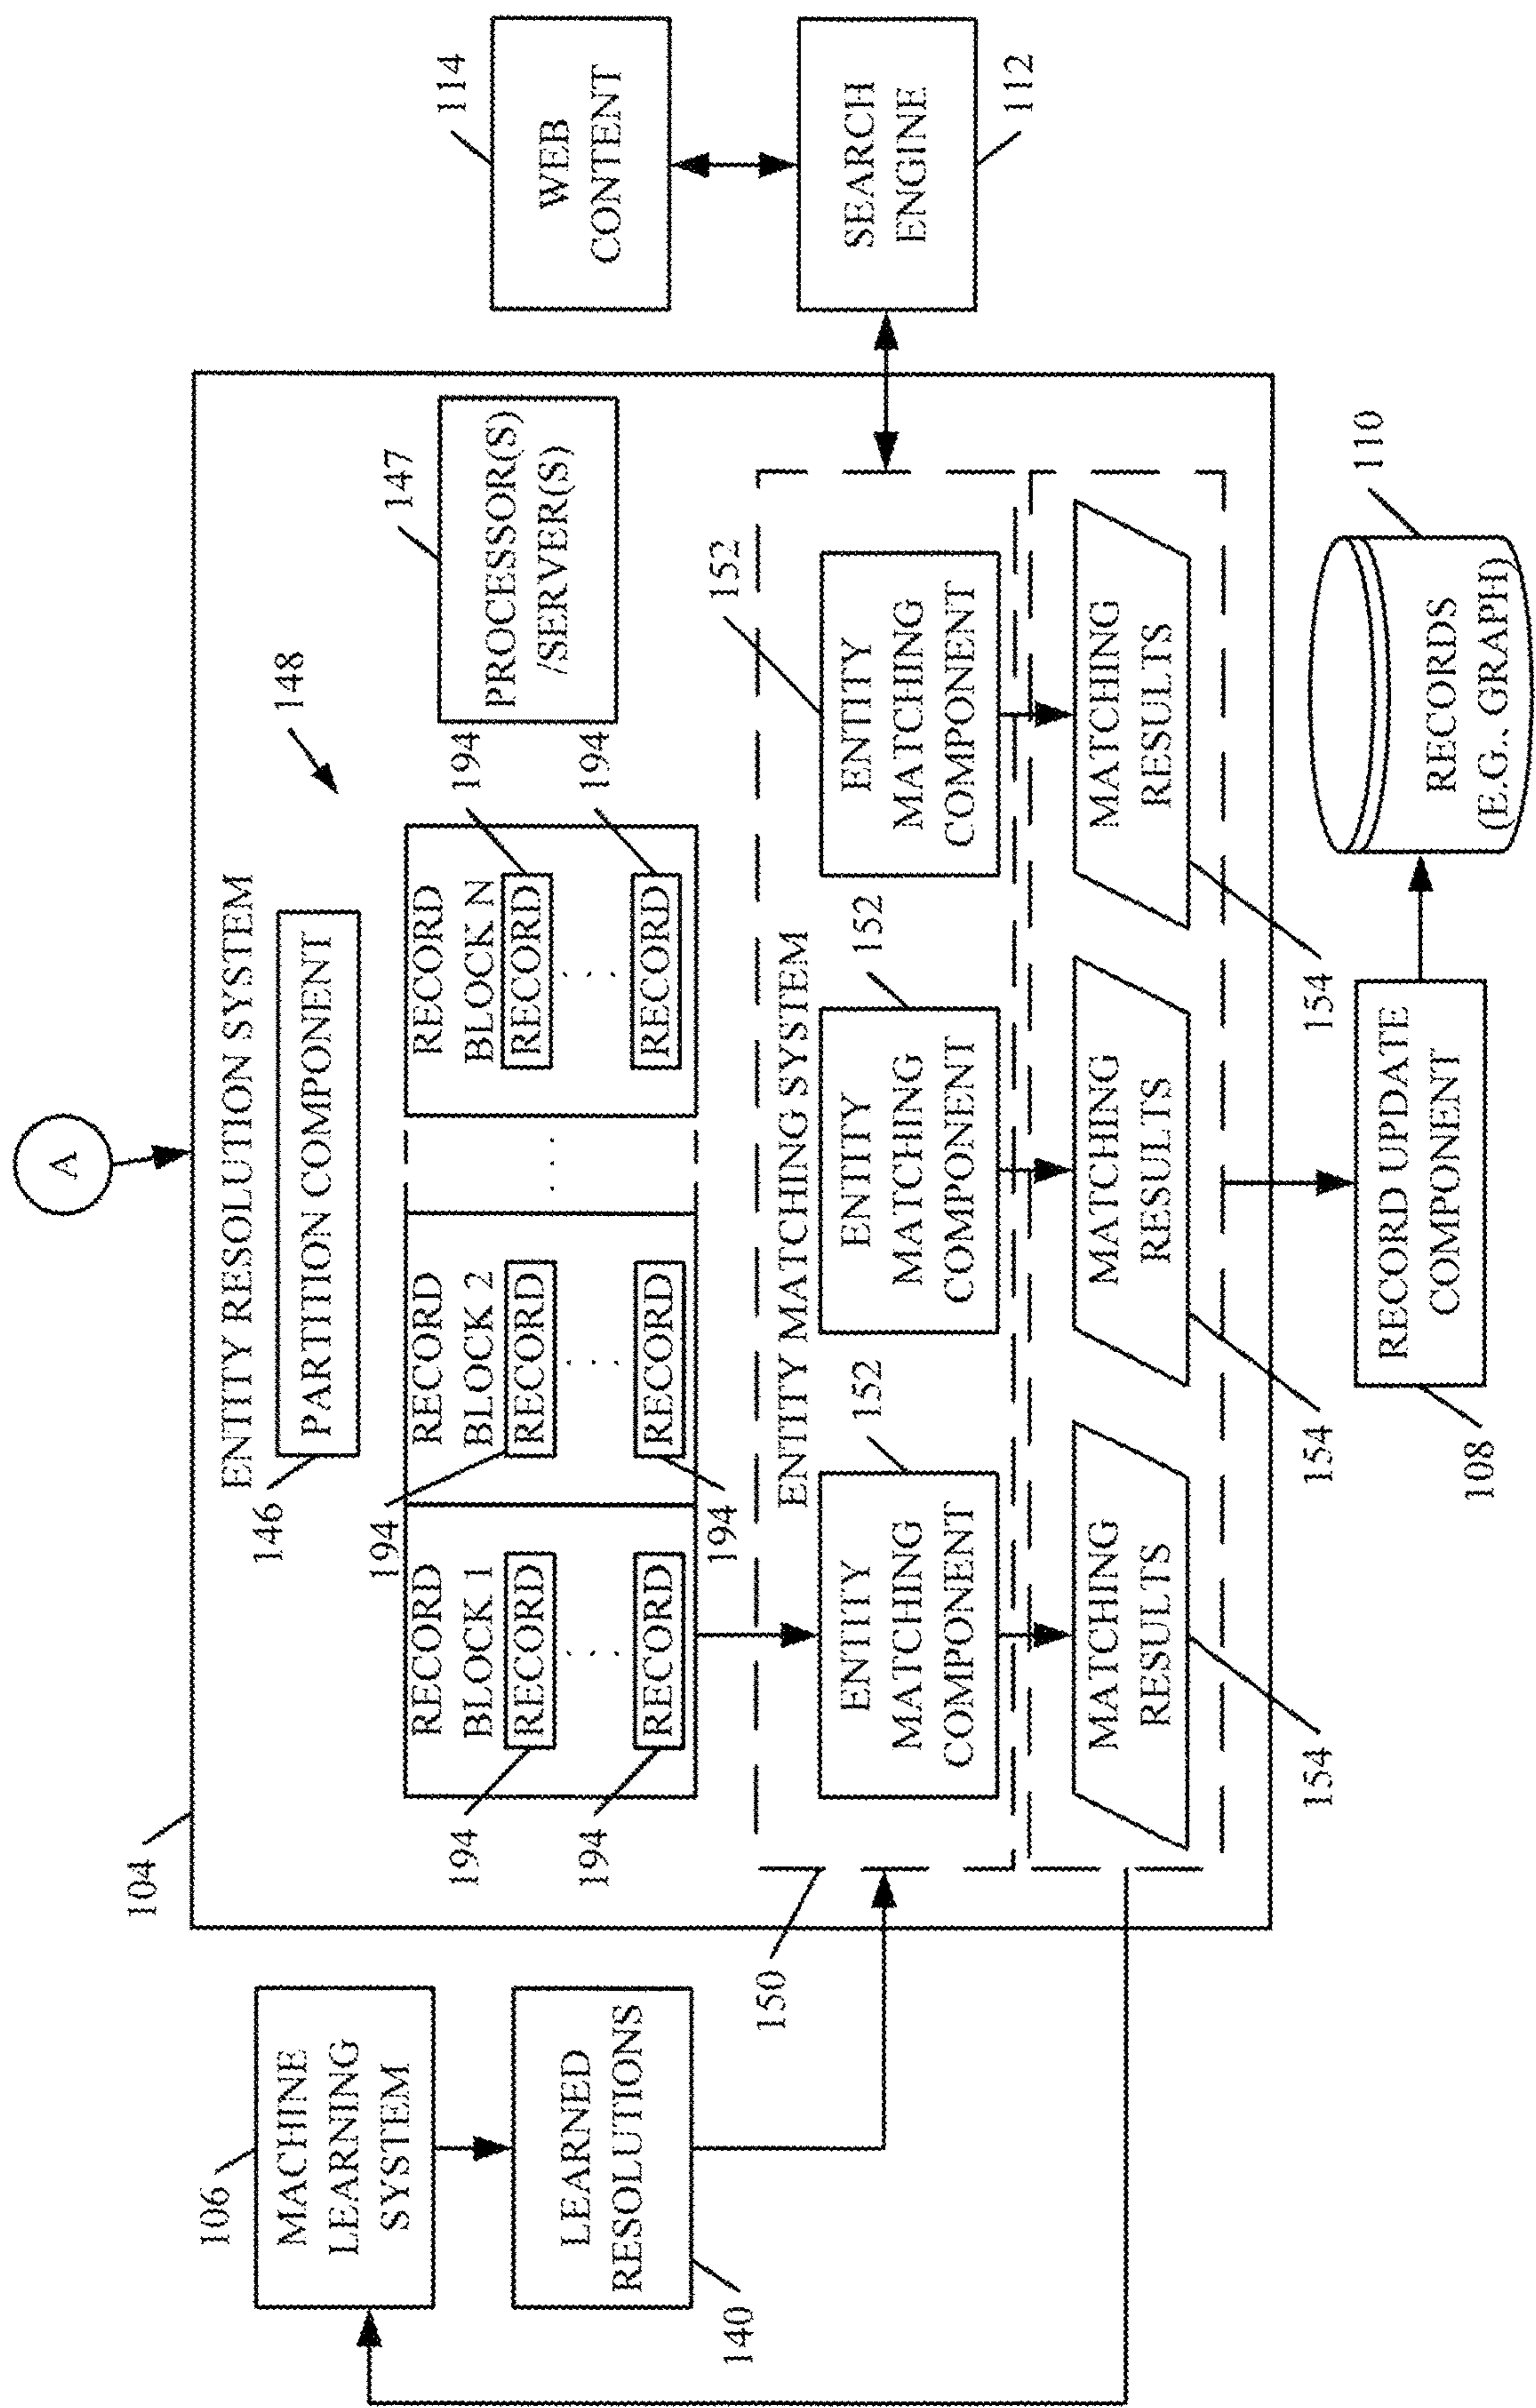 A
104
ENTITY RESOLUTION SYSTEM
146
PARTITION COMPONENT
148
RECORD
BLOCK 1
RECORD
. . .
RECORD
194
194
RECORD
BLOCK 2
RECORD
. . .
RECORD
194
194
. . .
RECORD
BLOCK N
RECORD
. . .
RECORD
194
194
147
PROCESSOR(S)
/SERVER(S)
106
MACHINE
LEARNING
SYSTEM
LEARNED
RESOLUTIONS
140
150
ENTITY MATCHING SYSTEM
152
ENTITY
MATCHING
COMPONENT
152
ENTITY
MATCHING
COMPONENT
152
ENTITY
MATCHING
COMPONENT
MATCHING
RESULTS
154
MATCHING
RESULTS
154
MATCHING
RESULTS
154
114
WEB
CONTENT
SEARCH
ENGINE
112
RECORD UPDATE
COMPONENT
108
110
RECORDS
(E.G., GRAPH)